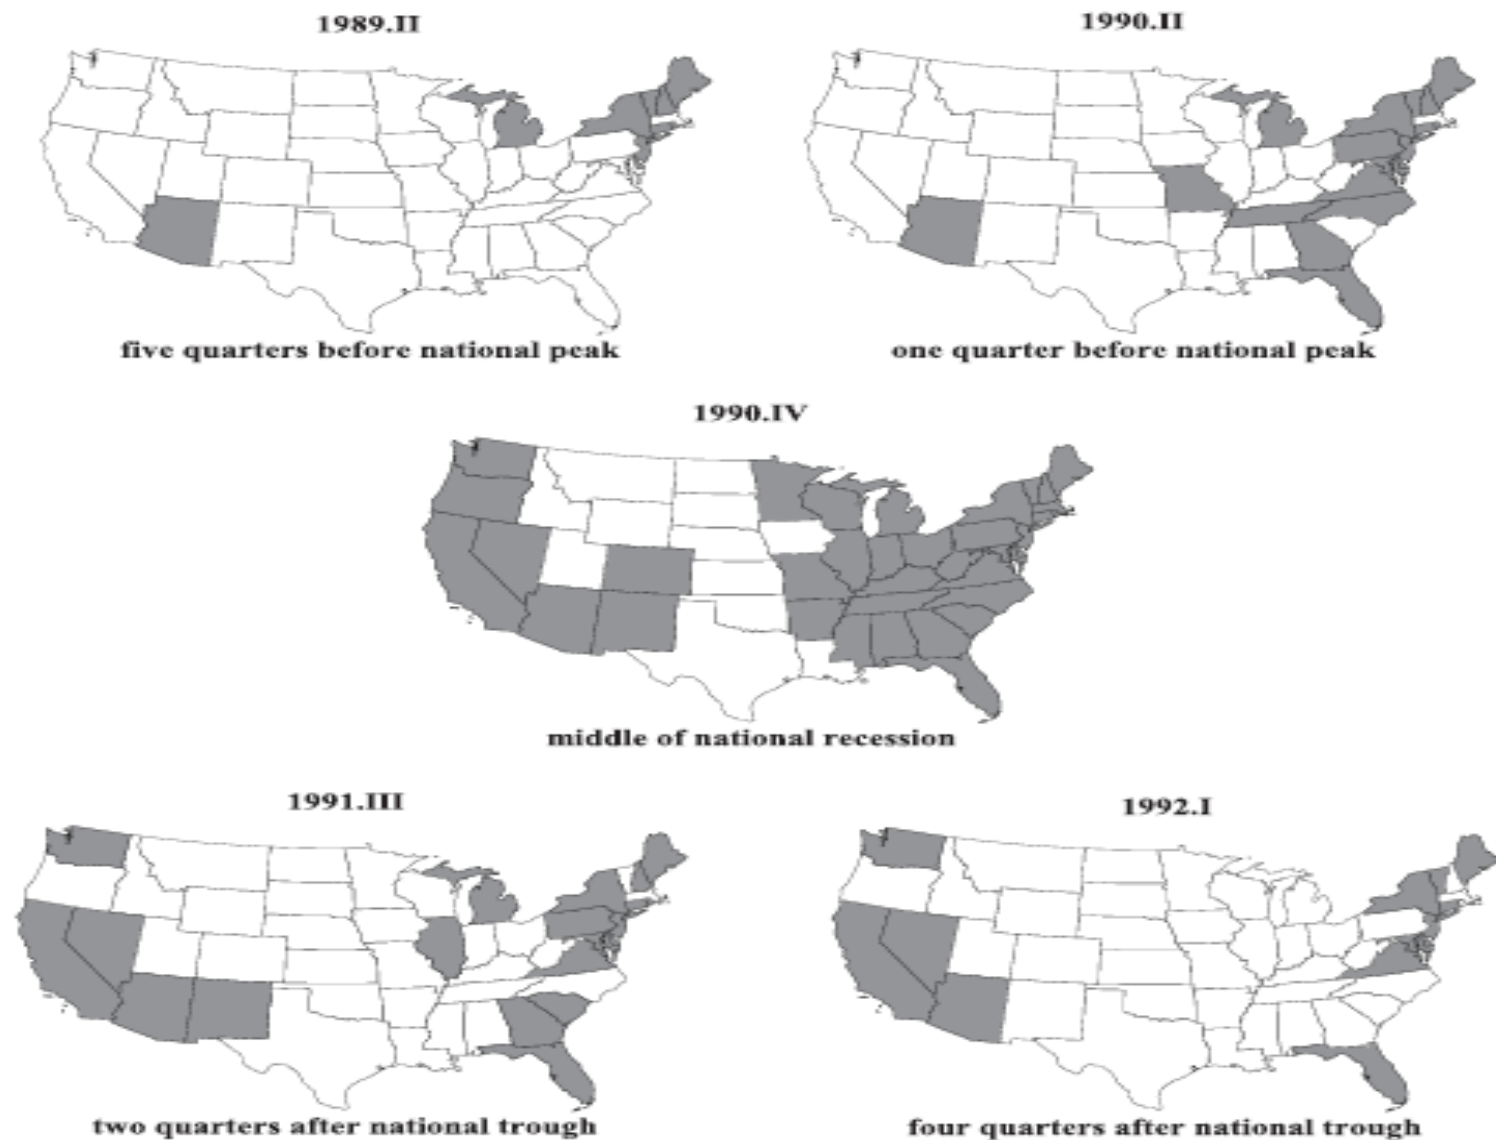 1989.II
1990.II
five quarters before national peak
one quarter before national peak
1990.IV
middle of national recession
1991.III
1992.I
two quarters after national trough
four quarters after national trough